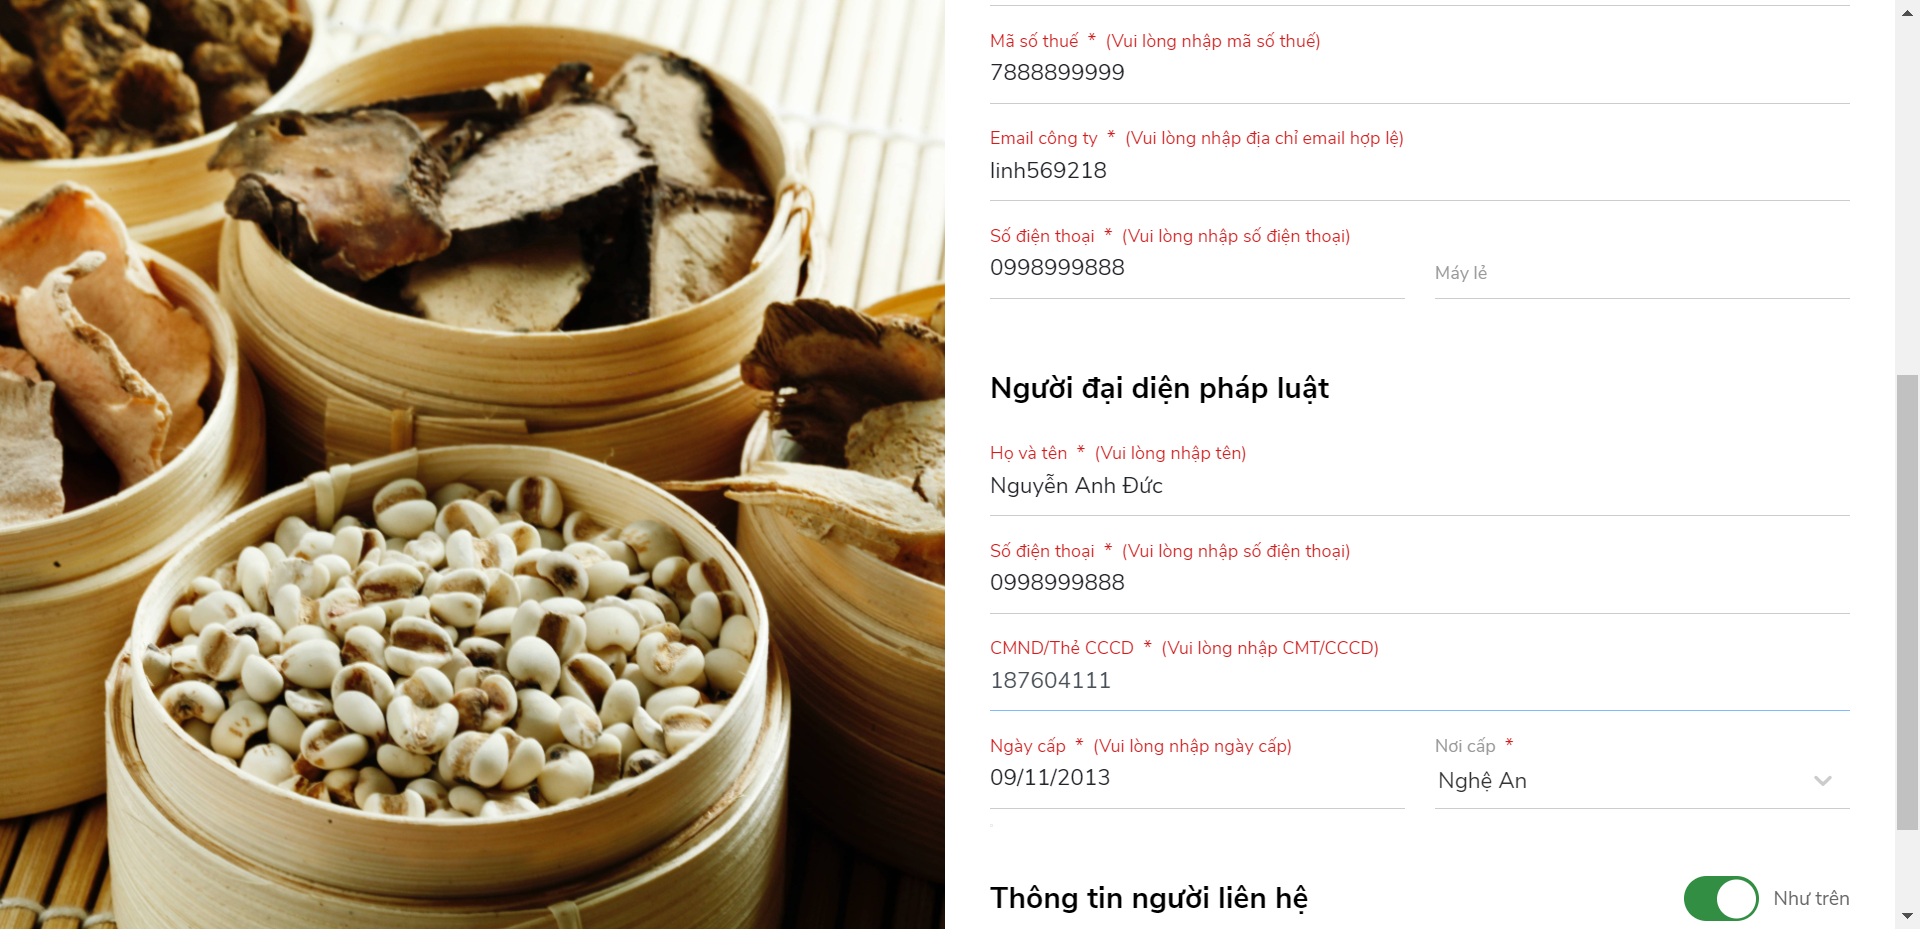 Mã số thuế * (Vui lòng nhập mã số thuế)
7888899999
Email công ty * (Vui lòng nhập địa chỉ email hợp lệ)
linh569218
Số điện thoại * (Vui lòng nhập số điện thoại)
0998999888
Máy lẻ
Người đại diện pháp luật
Họ và tên * (Vui lòng nhập tên)
Nguyễn Anh Đức
Số điện thoại * (Vui lòng nhập số điện thoại)
0998999888
CMND/Thẻ CCCD * (Vui lòng nhập CMT/CCCD)
187604111
Ngày cấp * (Vui lòng nhập ngày cấp)
09/11/2013
Nơi cấp *
Nghệ An
Thông tin người liên hệ
Như trên